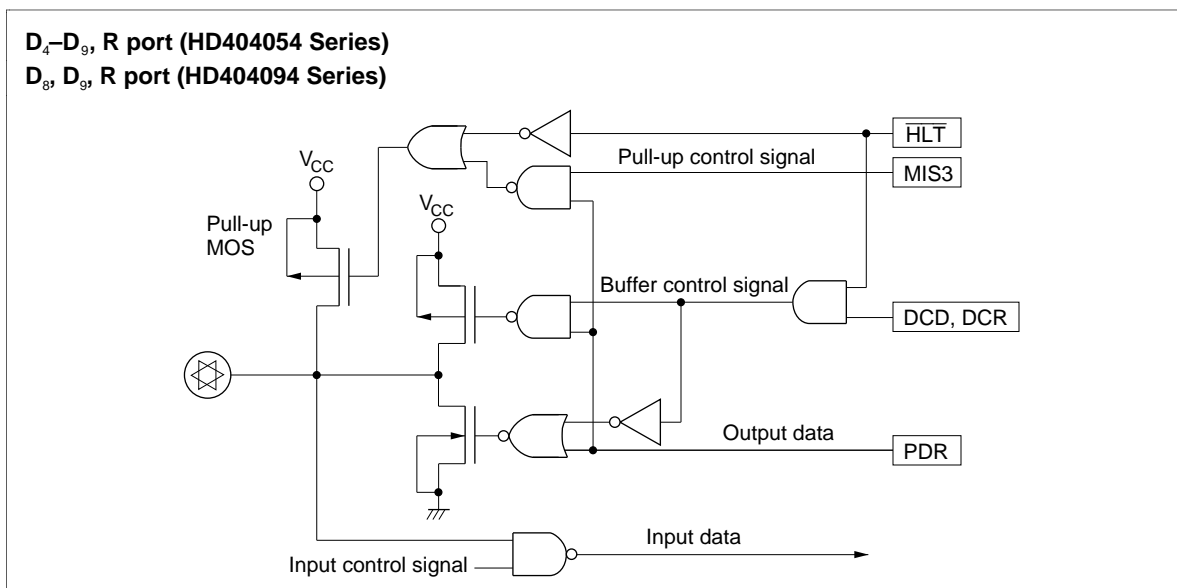 D₄–D₉, R port (HD404054 Series)
D₈, D₉, R port (HD404094 Series)
HLT
Pull-up control signal
MIS3
VCC
VCC
Pull-up
MOS
Buffer control signal
DCD, DCR
Output data
PDR
Input data
Input control signal